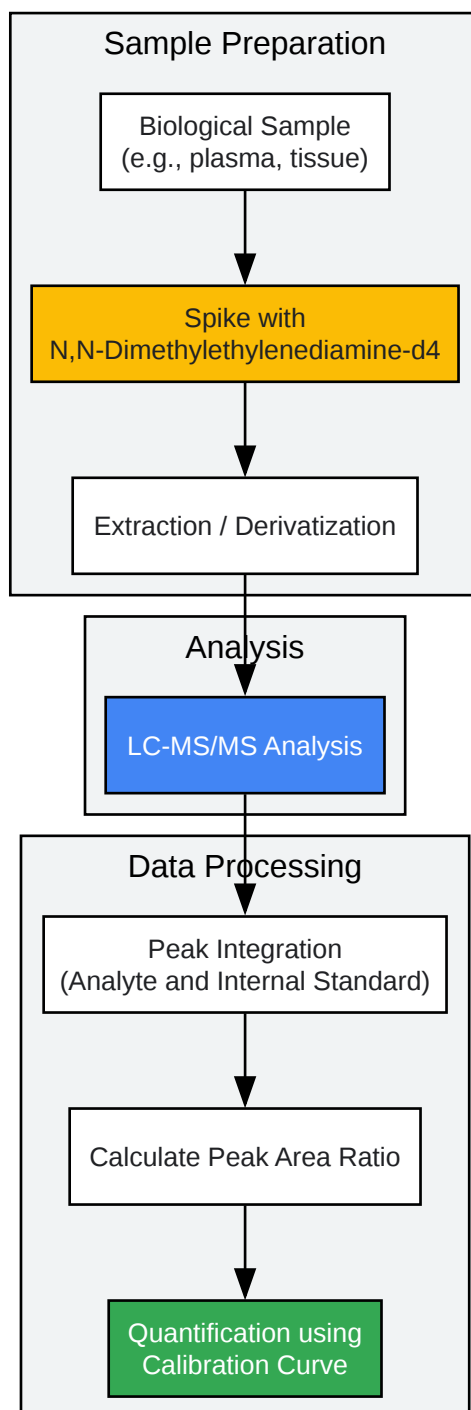 Sample Preparation
Biological Sample
(e.g., plasma, tissue)
Spike with
N,N-Dimethylethylenediamine-d4
Extraction / Derivatization
Analysis
LC-MS/MS Analysis
Data Processing
Peak Integration
(Analyte and Internal Standard)
Calculate Peak Area Ratio
Quantification using
Calibration Curve